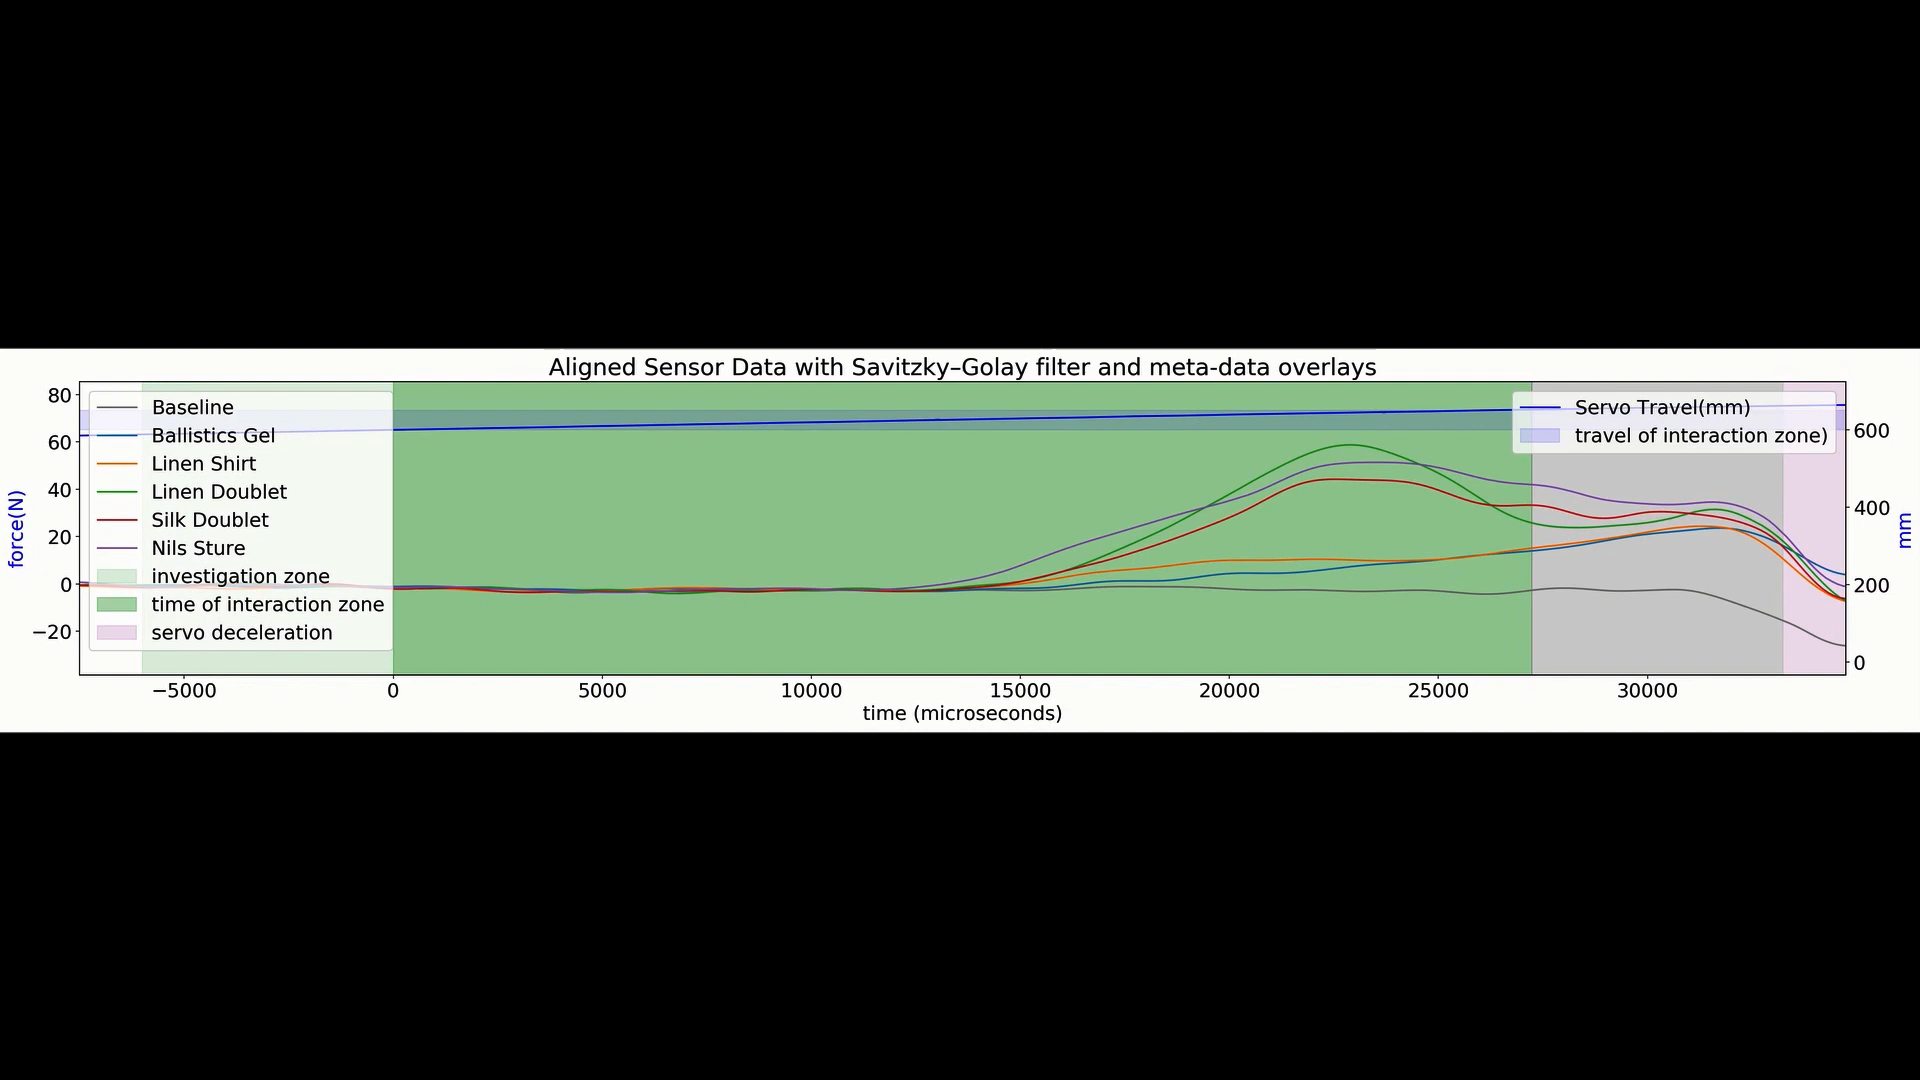 Aligned Sensor Data with Savitzky–Golay filter and meta-data overlays
80
60
40
20
0
−20
force(N)
Baseline
Ballistics Gel
Linen Shirt
Linen Doublet
Silk Doublet
Nils Sture
investigation zone
time of interaction zone
servo deceleration
Servo Travel(mm)
travel of interaction zone)
600
400
200
0
mm
−5000 0 5000 10000 15000 20000 25000 30000
time (microseconds)